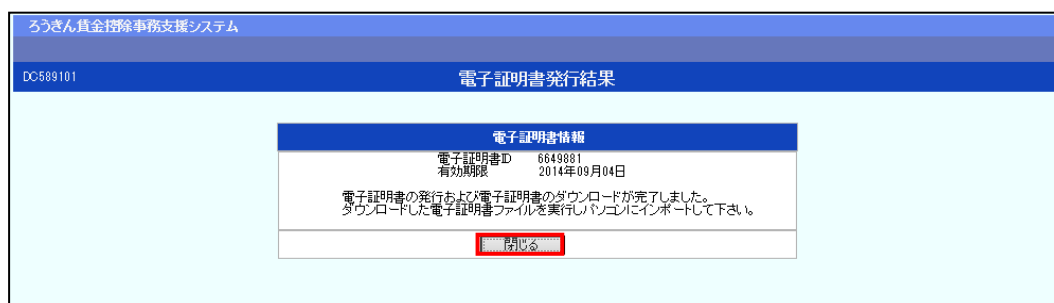 ろうきん賃金控除事務支援システム
DC589101
電子証明書発行結果
電子証明書情報
電子証明書ID 6649881
有効期限 2014年09月04日
電子証明書の発行および電子証明書のダウンロードが完了しました。
ダウンロードした電子証明書ファイルを実行しパソコンにインポートして下さい。
閉じる